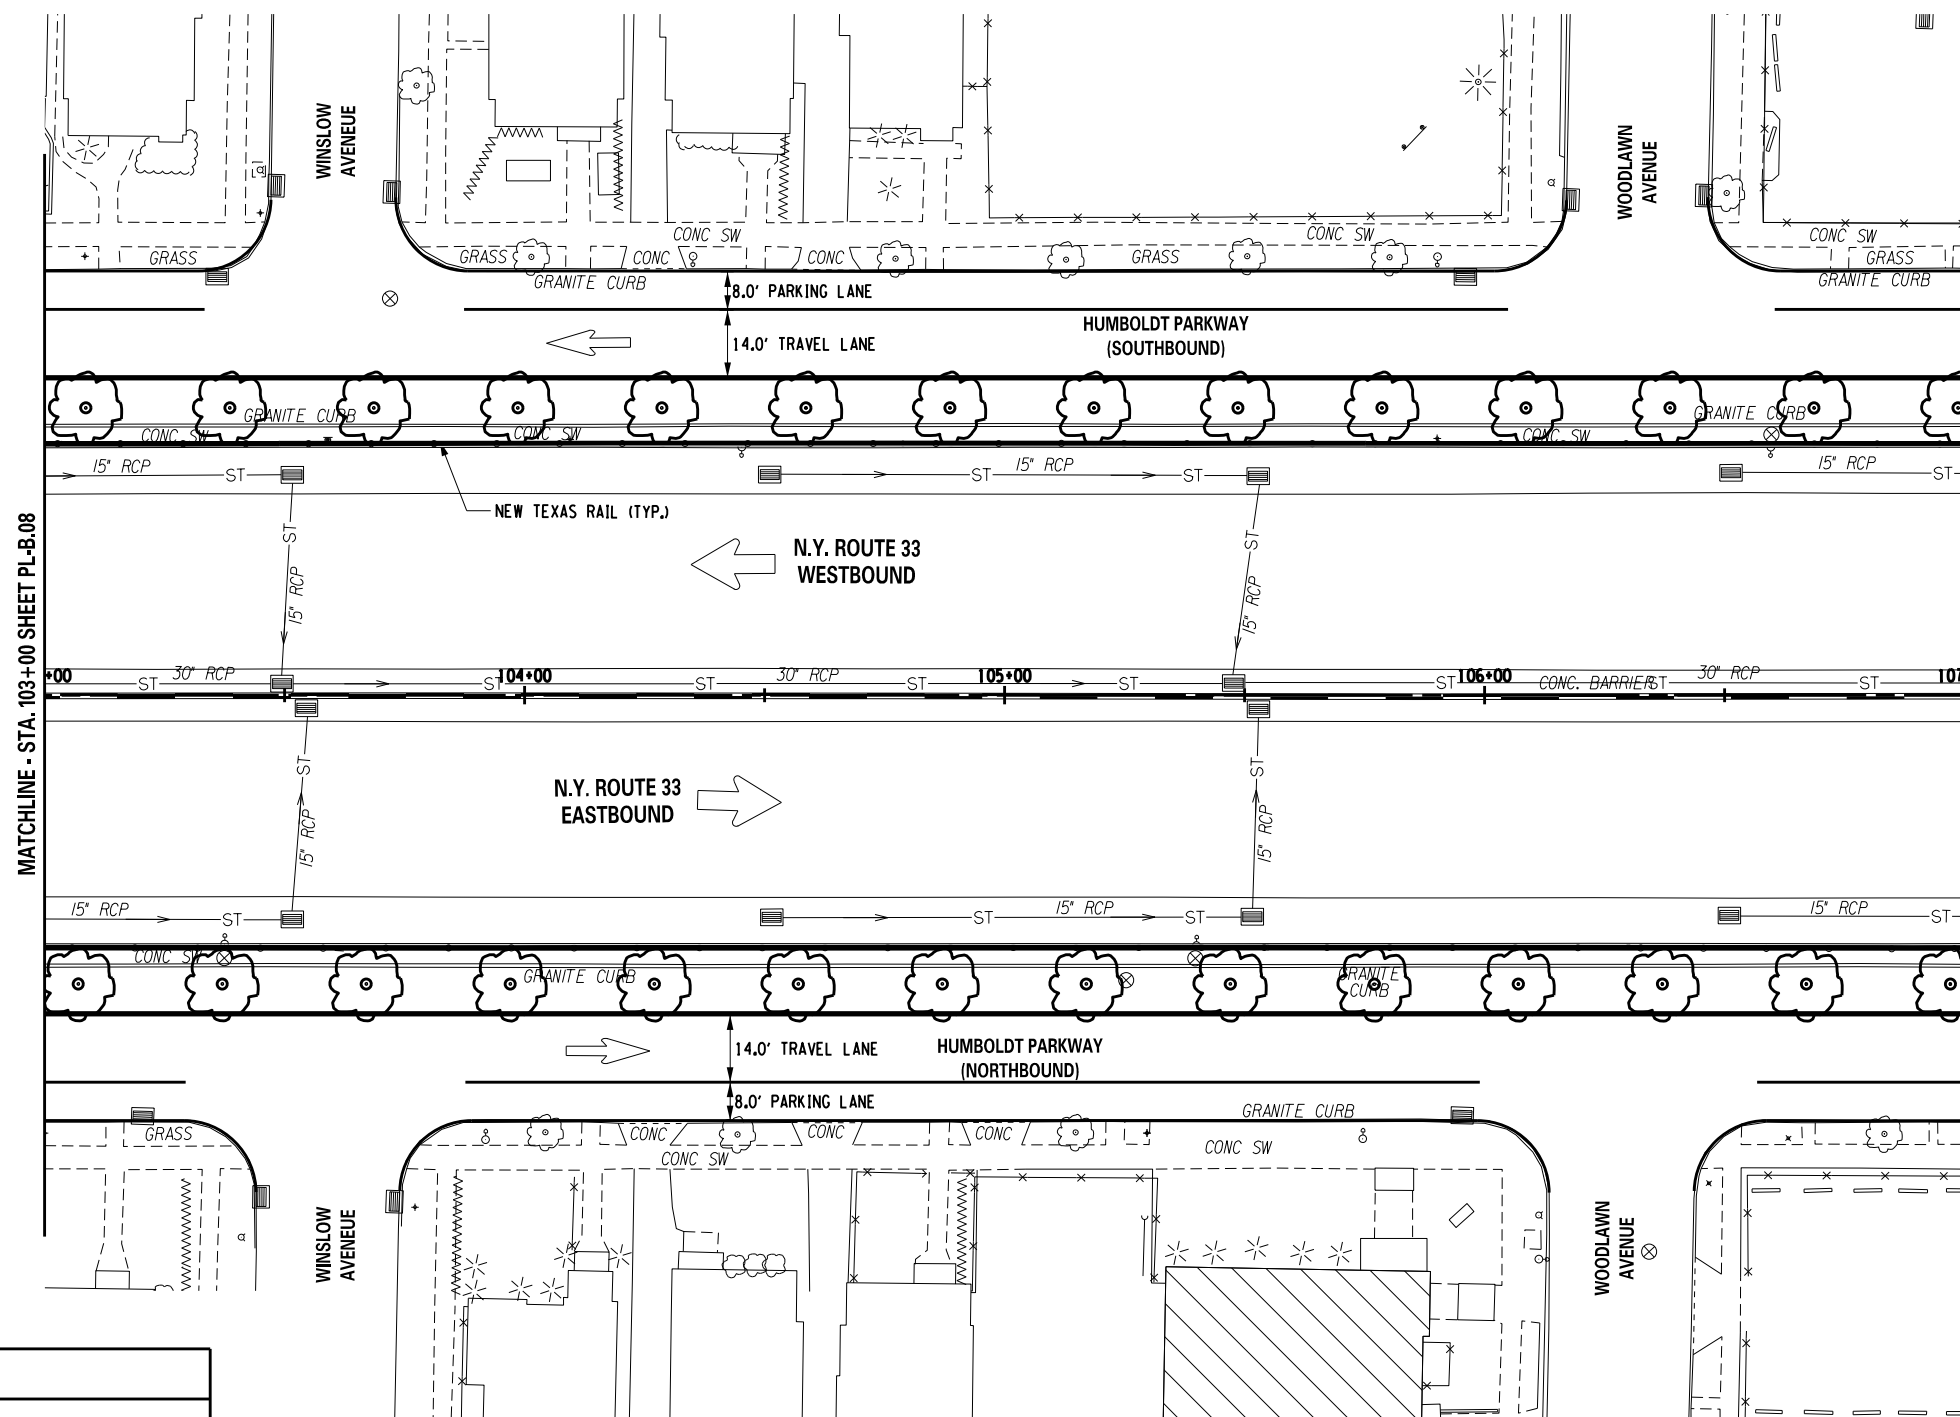 WINSLOW
AVENEUE
WOODLAWN
AVENUE
CONC SW
CONC SW
CONC SW
GRASS
GRASS
CONC
CONC
GRASS
GRASS
GRANITE CURB
GRANITE CURB
8.0' PARKING LANE
14.0' TRAVEL LANE
HUMBOLDT PARKWAY
(SOUTHBOUND)
GRANITE CURB
GRANITE CURB
CONC SW
CONC SW
CONC. SW
15" RCP
ST
15" RCP
ST
ST
15" RCP
ST
NEW TEXAS RAIL (TYP.)
ST
15" RCP
ST
15" RCP
N.Y. ROUTE 33
WESTBOUND
MATCHLINE - STA. 103+00 SHEET PL-B.08
+00
ST
30" RCP
ST
104+00
ST
30" RCP
ST
105+00
ST
ST
106+00
CONC. BARRIER
ST
30" RCP
ST
107
ST
15" RCP
ST
15" RCP
N.Y. ROUTE 33
EASTBOUND
15" RCP
ST
ST
15" RCP
ST
15" RCP
ST
CONC SW
GRANITE CURB
GRANITE
CURB
14.0' TRAVEL LANE
HUMBOLDT PARKWAY
(NORTHBOUND)
8.0' PARKING LANE
GRANITE CURB
GRASS
CONC
CONC
CONC
CONC SW
CONC SW
WINSLOW
AVENEUE
WOODLAWN
AVENUE